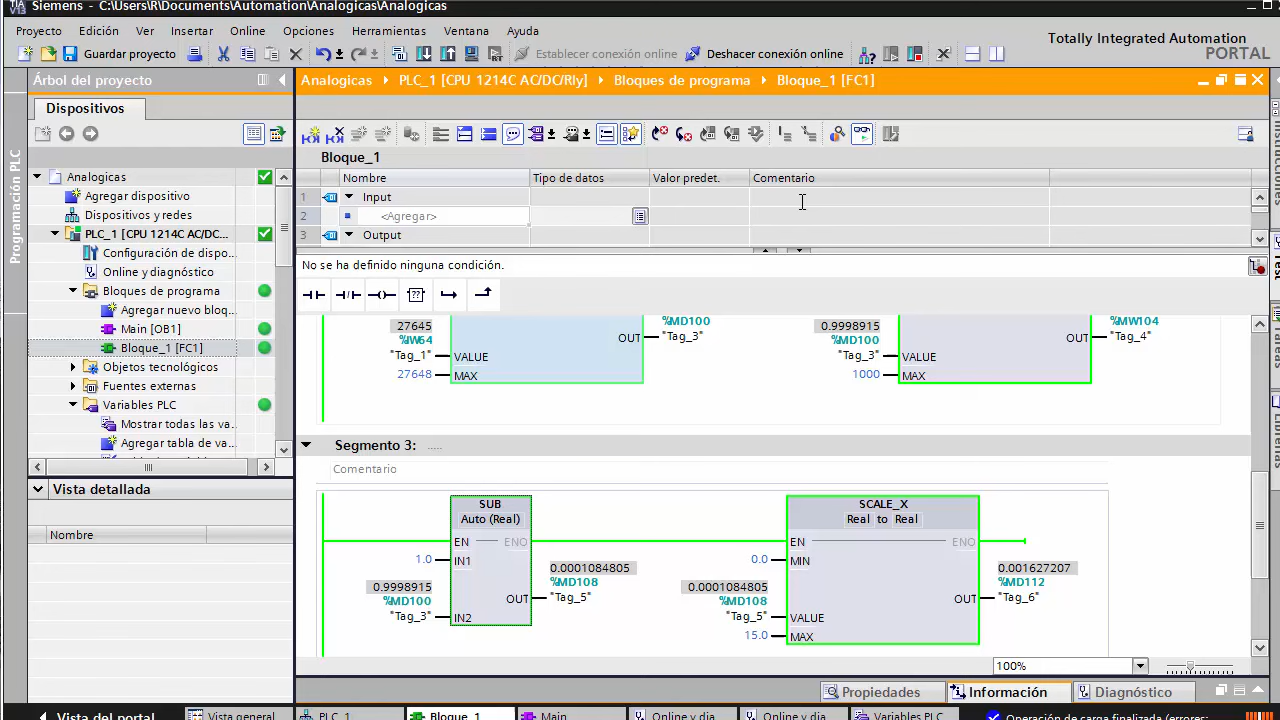 Siemens - C:\Users\R\Documents\Automation\Analogicas\Analogicas
Proyecto Edición Ver Insertar Online Opciones Herramientas Ventana Ayuda
Totally Integrated Automation
PORTAL
Guardar proyecto
Establecer conexión online
Deshacer conexión online
Árbol del proyecto
Analogicas PLC_1 [CPU 1214C AC/DC/Rly] Bloques de programa Bloque_1 [FC1]
Dispositivos
Programación PLC
Analogicas
Agregar dispositivo
Dispositivos y redes
PLC_1 [CPU 1214C AC/DC...
Configuración de dispo...
Online y diagnóstico
Bloques de programa
Agregar nuevo bloq...
Main [OB1]
Bloque_1 [FC1]
Objetos tecnológicos
Fuentes externas
Variables PLC
Mostrar todas las va...
Agregar tabla de va...
Vista detallada
Nombre
Bloque_1
Nombre Tipo de datos Valor predet. Comentario
1 Input
2 <Agregar>
3 Output
No se ha definido ninguna condición.
??
27645
%IW64
"Tag_1" VALUE
27648 MAX
OUT
%MD100
"Tag_3"
0.9998915
%MD100
"Tag_3" VALUE
1000 MAX
OUT
%MW104
"Tag_4"
Segmento 3: .....
Comentario
SUB
Auto (Real)
EN ENO
1.0 IN1
0.9998915
%MD100
"Tag_3" IN2
OUT
0.0001084805
%MD108
"Tag_5"
SCALE_X
Real to Real
EN ENO
0.0 MIN
0.0001084805
%MD108
"Tag_5" VALUE
15.0 MAX
OUT
0.001627207
%MD112
"Tag_6"
100%
Propiedades Información Diagnóstico
Vista del portal Vista general PLC_1 Bloque_1 Main Online y dia... Online y dia... Variables PLC Operación de carga finalizada (errores: